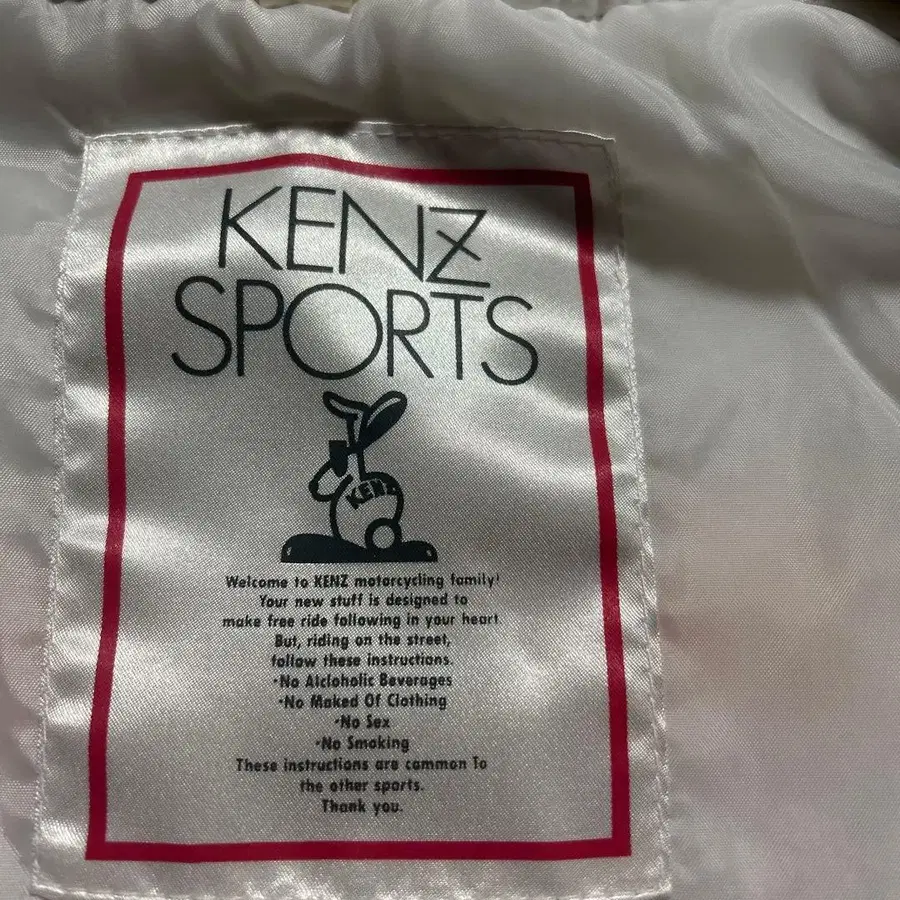 KENZ
SPORTS
KENZ
Welcome to KENZ motorcycling family!
Your new stuff is designed to
make free ride following in your heart.
But, riding on the street,
follow these instructions.
·No Alcloholic Beverages
·No Maked Of Clothing
·No Sex
·No Smoking
These instructions are common To
the other sports.
Thank you.